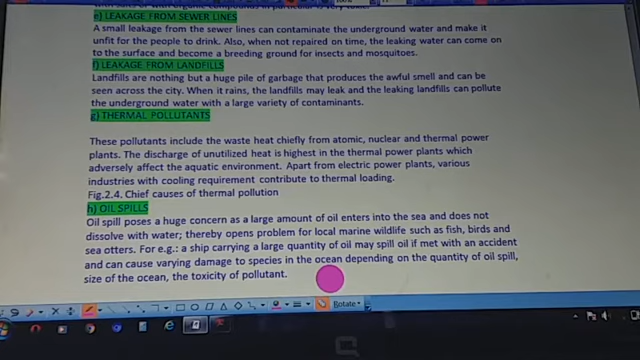 with salts or with organic compounds in particular is very toxic.
e) LEAKAGE FROM SEWER LINES
A small leakage from the sewer lines can contaminate the underground water and make it
unfit for the people to drink. Also, when not repaired on time, the leaking water can come on
to the surface and become a breeding ground for insects and mosquitoes.
f) LEAKAGE FROM LANDFILLS
Landfills are nothing but a huge pile of garbage that produces the awful smell and can be
seen across the city. When it rains, the landfills may leak and the leaking landfills can pollute
the underground water with a large variety of contaminants.
g) THERMAL POLLUTANTS
These pollutants include the waste heat chiefly from atomic, nuclear and thermal power
plants. The discharge of unutilized heat is highest in the thermal power plants which
adversely affect the aquatic environment. Apart from electric power plants, various
industries with cooling requirement contribute to thermal loading.
Fig.2.4. Chief causes of thermal pollution
h) OIL SPILLS
Oil spill poses a huge concern as a large amount of oil enters into the sea and does not
dissolve with water; thereby opens problem for local marine wildlife such as fish, birds and
sea otters. For e.g.: a ship carrying a large quantity of oil may spill oil if met with an accident
and can cause varying damage to species in the ocean depending on the quantity of oil spill,
size of the ocean, the toxicity of pollutant.
Rotate